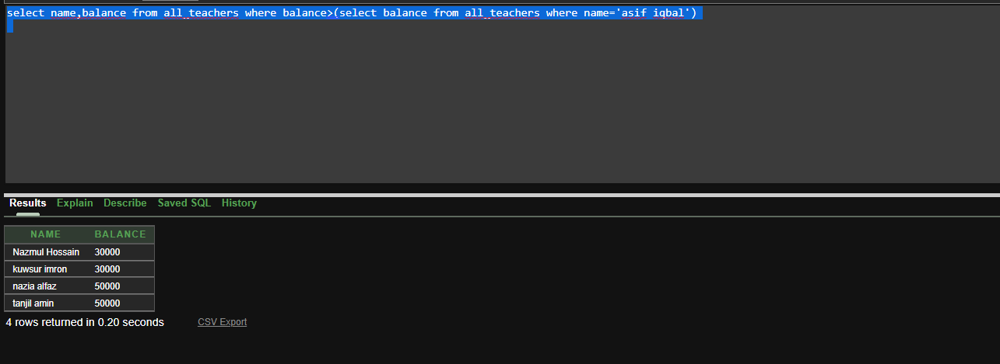 select name,balance from all_teachers where balance>(select balance from all_teachers where name='asif iqbal')
Results Explain Describe Saved SQL History
NAME BALANCE
Nazmul Hossain 30000
kuwsur imron 30000
nazia alfaz 50000
tanjil amin 50000
4 rows returned in 0.20 seconds CSV Export